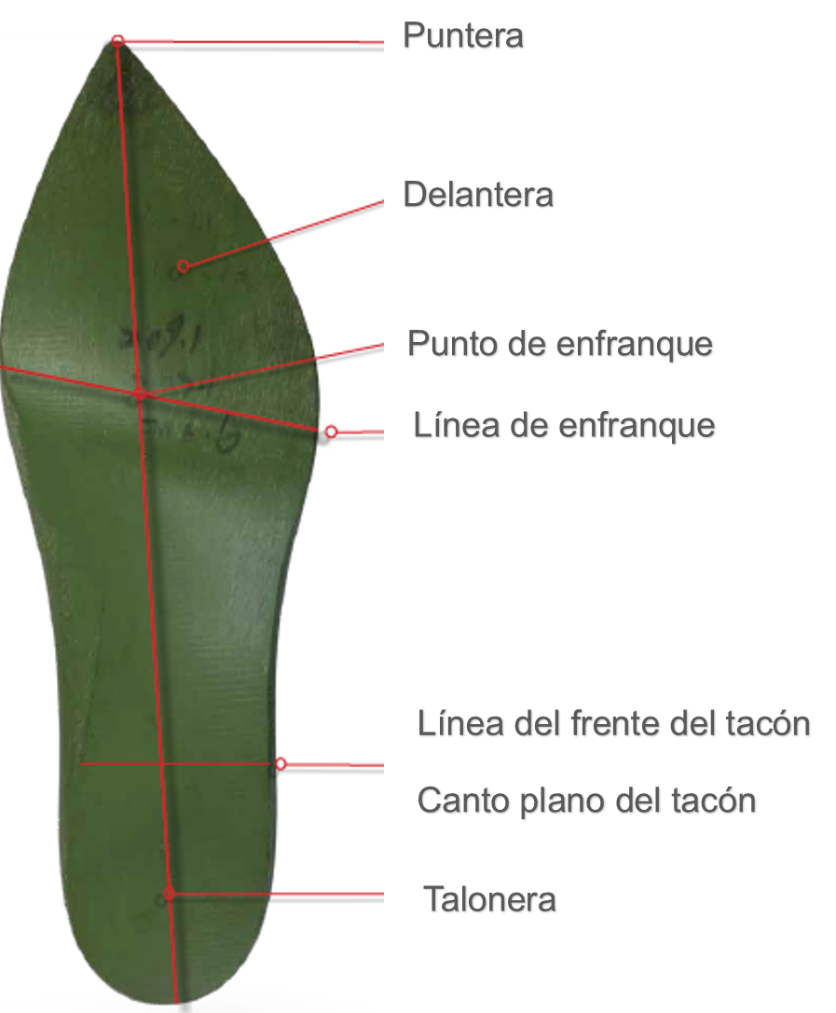 Puntera
Delantera
Punto de enfranque
Línea de enfranque
Línea del frente del tacón
Canto plano del tacón
Talonera